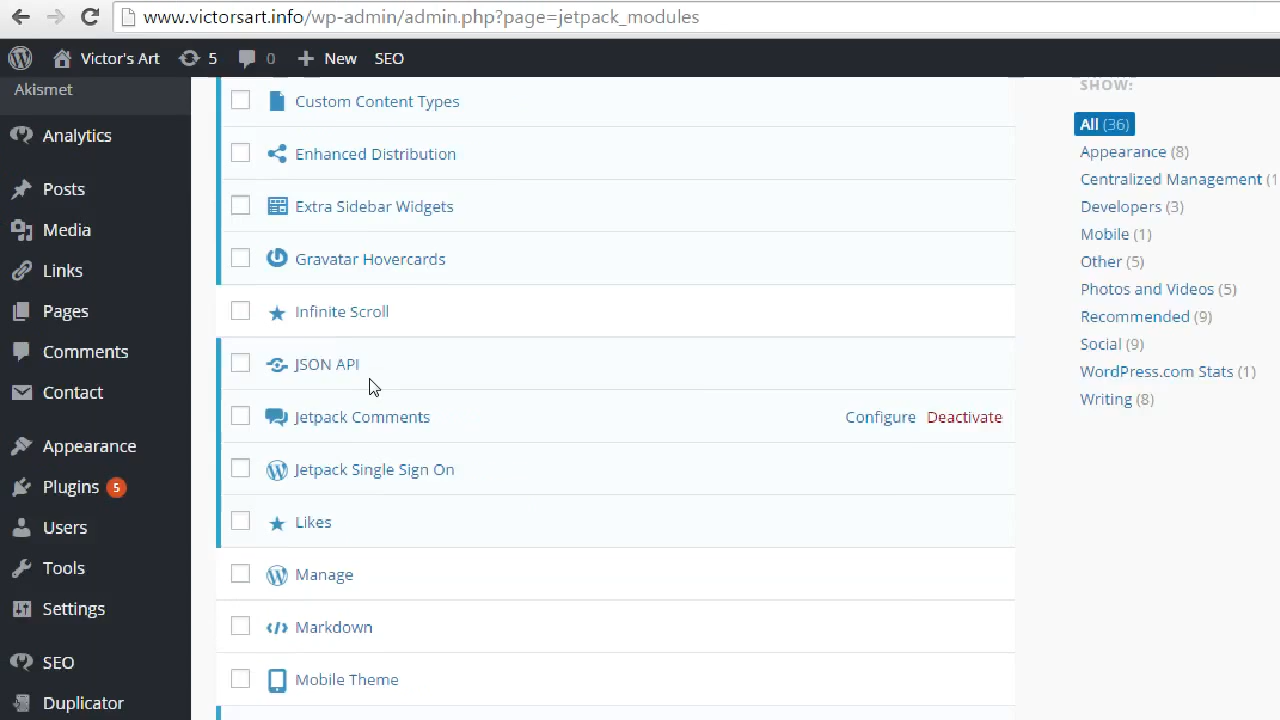 www.victorsart.info/wp-admin/admin.php?page=jetpack_modules
Victor's Art 5 0 New SEO
Akismet
Analytics
Posts
Media
Links
Pages
Comments
Contact
Appearance
Plugins 5
Users
Tools
Settings
SEO
Duplicator
Custom Content Types
Enhanced Distribution
Extra Sidebar Widgets
Gravatar Hovercards
Infinite Scroll
JSON API
Jetpack Comments Configure Deactivate
Jetpack Single Sign On
Likes
Manage
Markdown
Mobile Theme
SHOW:
All (36)
Appearance (8)
Centralized Management (1
Developers (3)
Mobile (1)
Other (5)
Photos and Videos (5)
Recommended (9)
Social (9)
WordPress.com Stats (1)
Writing (8)